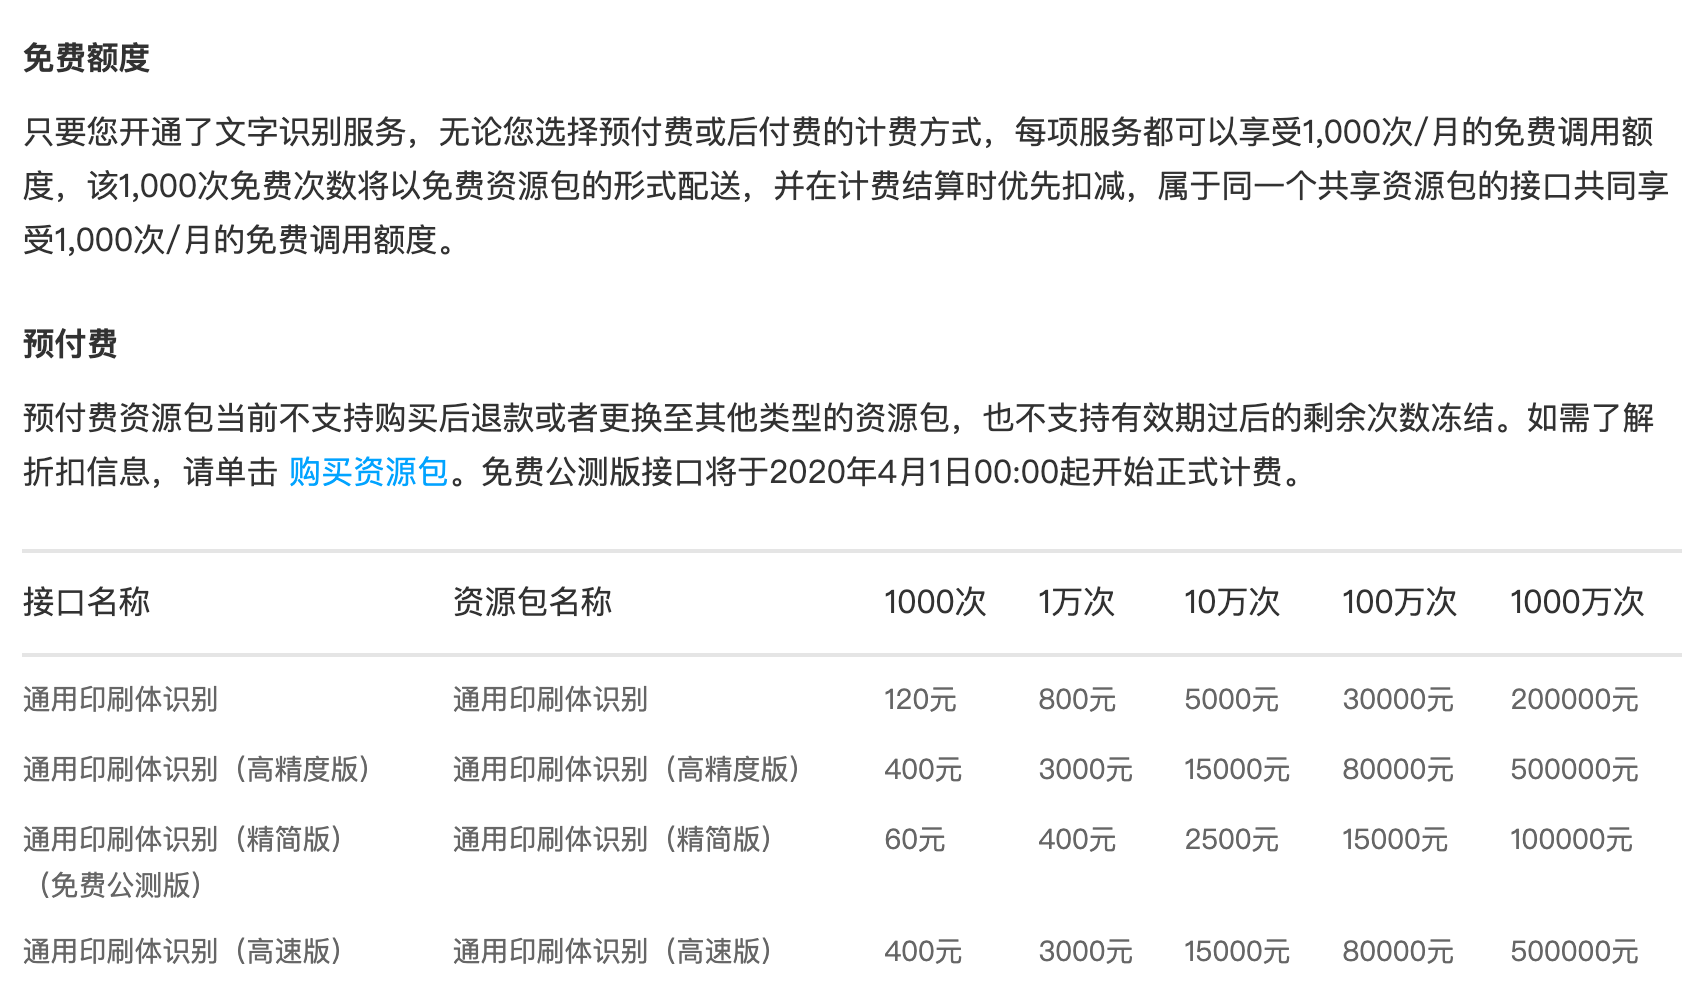 免费额度
只要您开通了文字识别服务，无论您选择预付费或后付费的计费方式，每项服务都可以享受1,000次/月的免费调用额
度，该1,000次免费次数将以免费资源包的形式配送，并在计费结算时优先扣减，属于同一个共享资源包的接口共同享
受1,000次/月的免费调用额度。
预付费
预付费资源包当前不支持购买后退款或者更换至其他类型的资源包，也不支持有效期过后的剩余次数冻结。如需了解
折扣信息，请单击 购买资源包。免费公测版接口将于2020年4月1日00:00起开始正式计费。
接口名称 资源包名称 1000次 1万次 10万次 100万次 1000万次
通用印刷体识别 通用印刷体识别 120元 800元 5000元 30000元 200000元
通用印刷体识别（高精度版） 通用印刷体识别（高精度版） 400元 3000元 15000元 80000元 500000元
通用印刷体识别（精简版） 通用印刷体识别（精简版） 60元 400元 2500元 15000元 100000元
（免费公测版）
通用印刷体识别（高速版） 通用印刷体识别（高速版） 400元 3000元 15000元 80000元 500000元